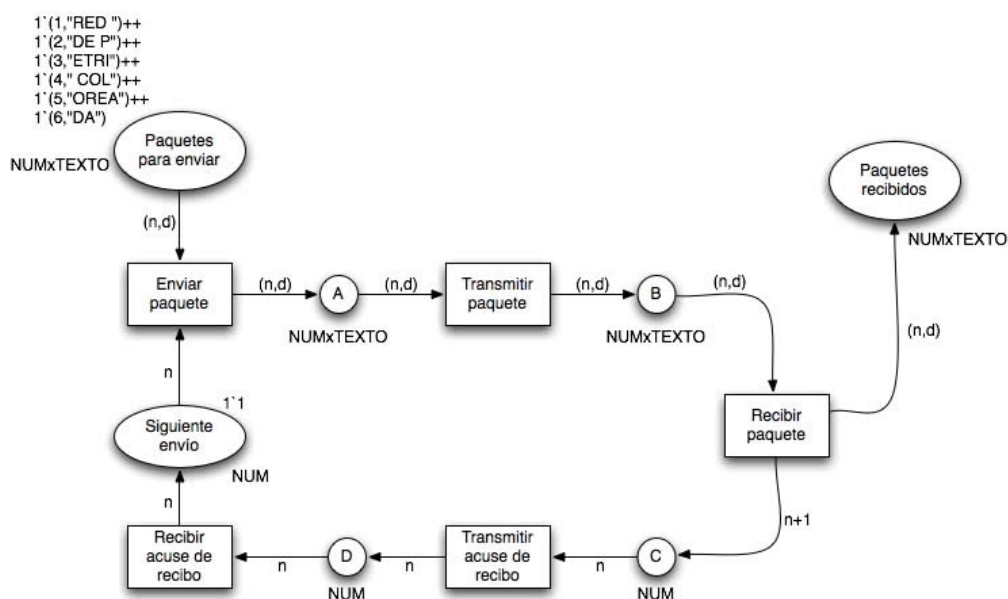 1`(1,"RED ")++
1`(2,"DE P")++
1`(3,"ETRI")++
1`(4," COL")++
1`(5,"OREA")++
1`(6,"DA")
Paquetes
para enviar
NUMxTEXTO
(n,d)
Paquetes
recibidos
NUMxTEXTO
(n,d)
Enviar
paquete
(n,d)
A
NUMxTEXTO
(n,d)
Transmitir
paquete
(n,d)
B
NUMxTEXTO
(n,d)
Recibir
paquete
n
1`1
Siguiente
envío
NUM
n
Recibir
acuse de
recibo
n
D
NUM
n
Transmitir
acuse de
recibo
n
C
NUM
n+1